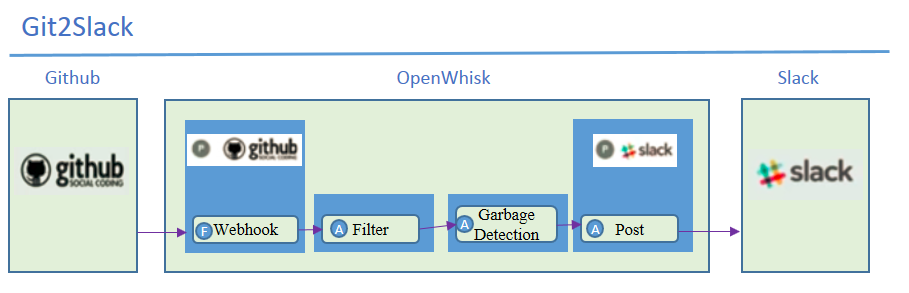 Git2Slack
Github
OpenWhisk
Slack
github
SOCIAL CODING
P
github
SOCIAL CODING
P
slack
slack
F
Webhook
A
Filter
A
Garbage
Detection
A
Post